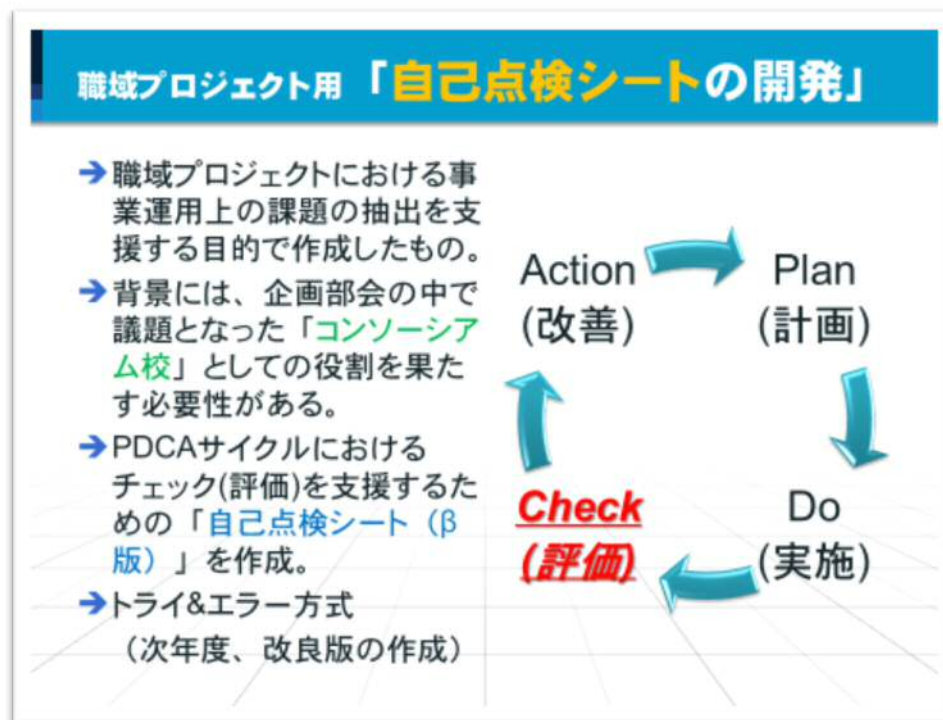 職域プロジェクト用「自己点検シートの開発」
職域プロジェクトにおける事
業運用上の課題の抽出を支
援する目的で作成したもの。
背景には、企画部会の中で
議題となった「コンソーシア
ム校」としての役割を果た
す必要性がある。
PDCAサイクルにおける
チェック(評価)を支援するた
めの「自己点検シート（β
版）」を作成。
トライ&エラー方式
（次年度、改良版の作成）
Action
(改善)
Plan
(計画)
Check
(評価)
Do
(実施)